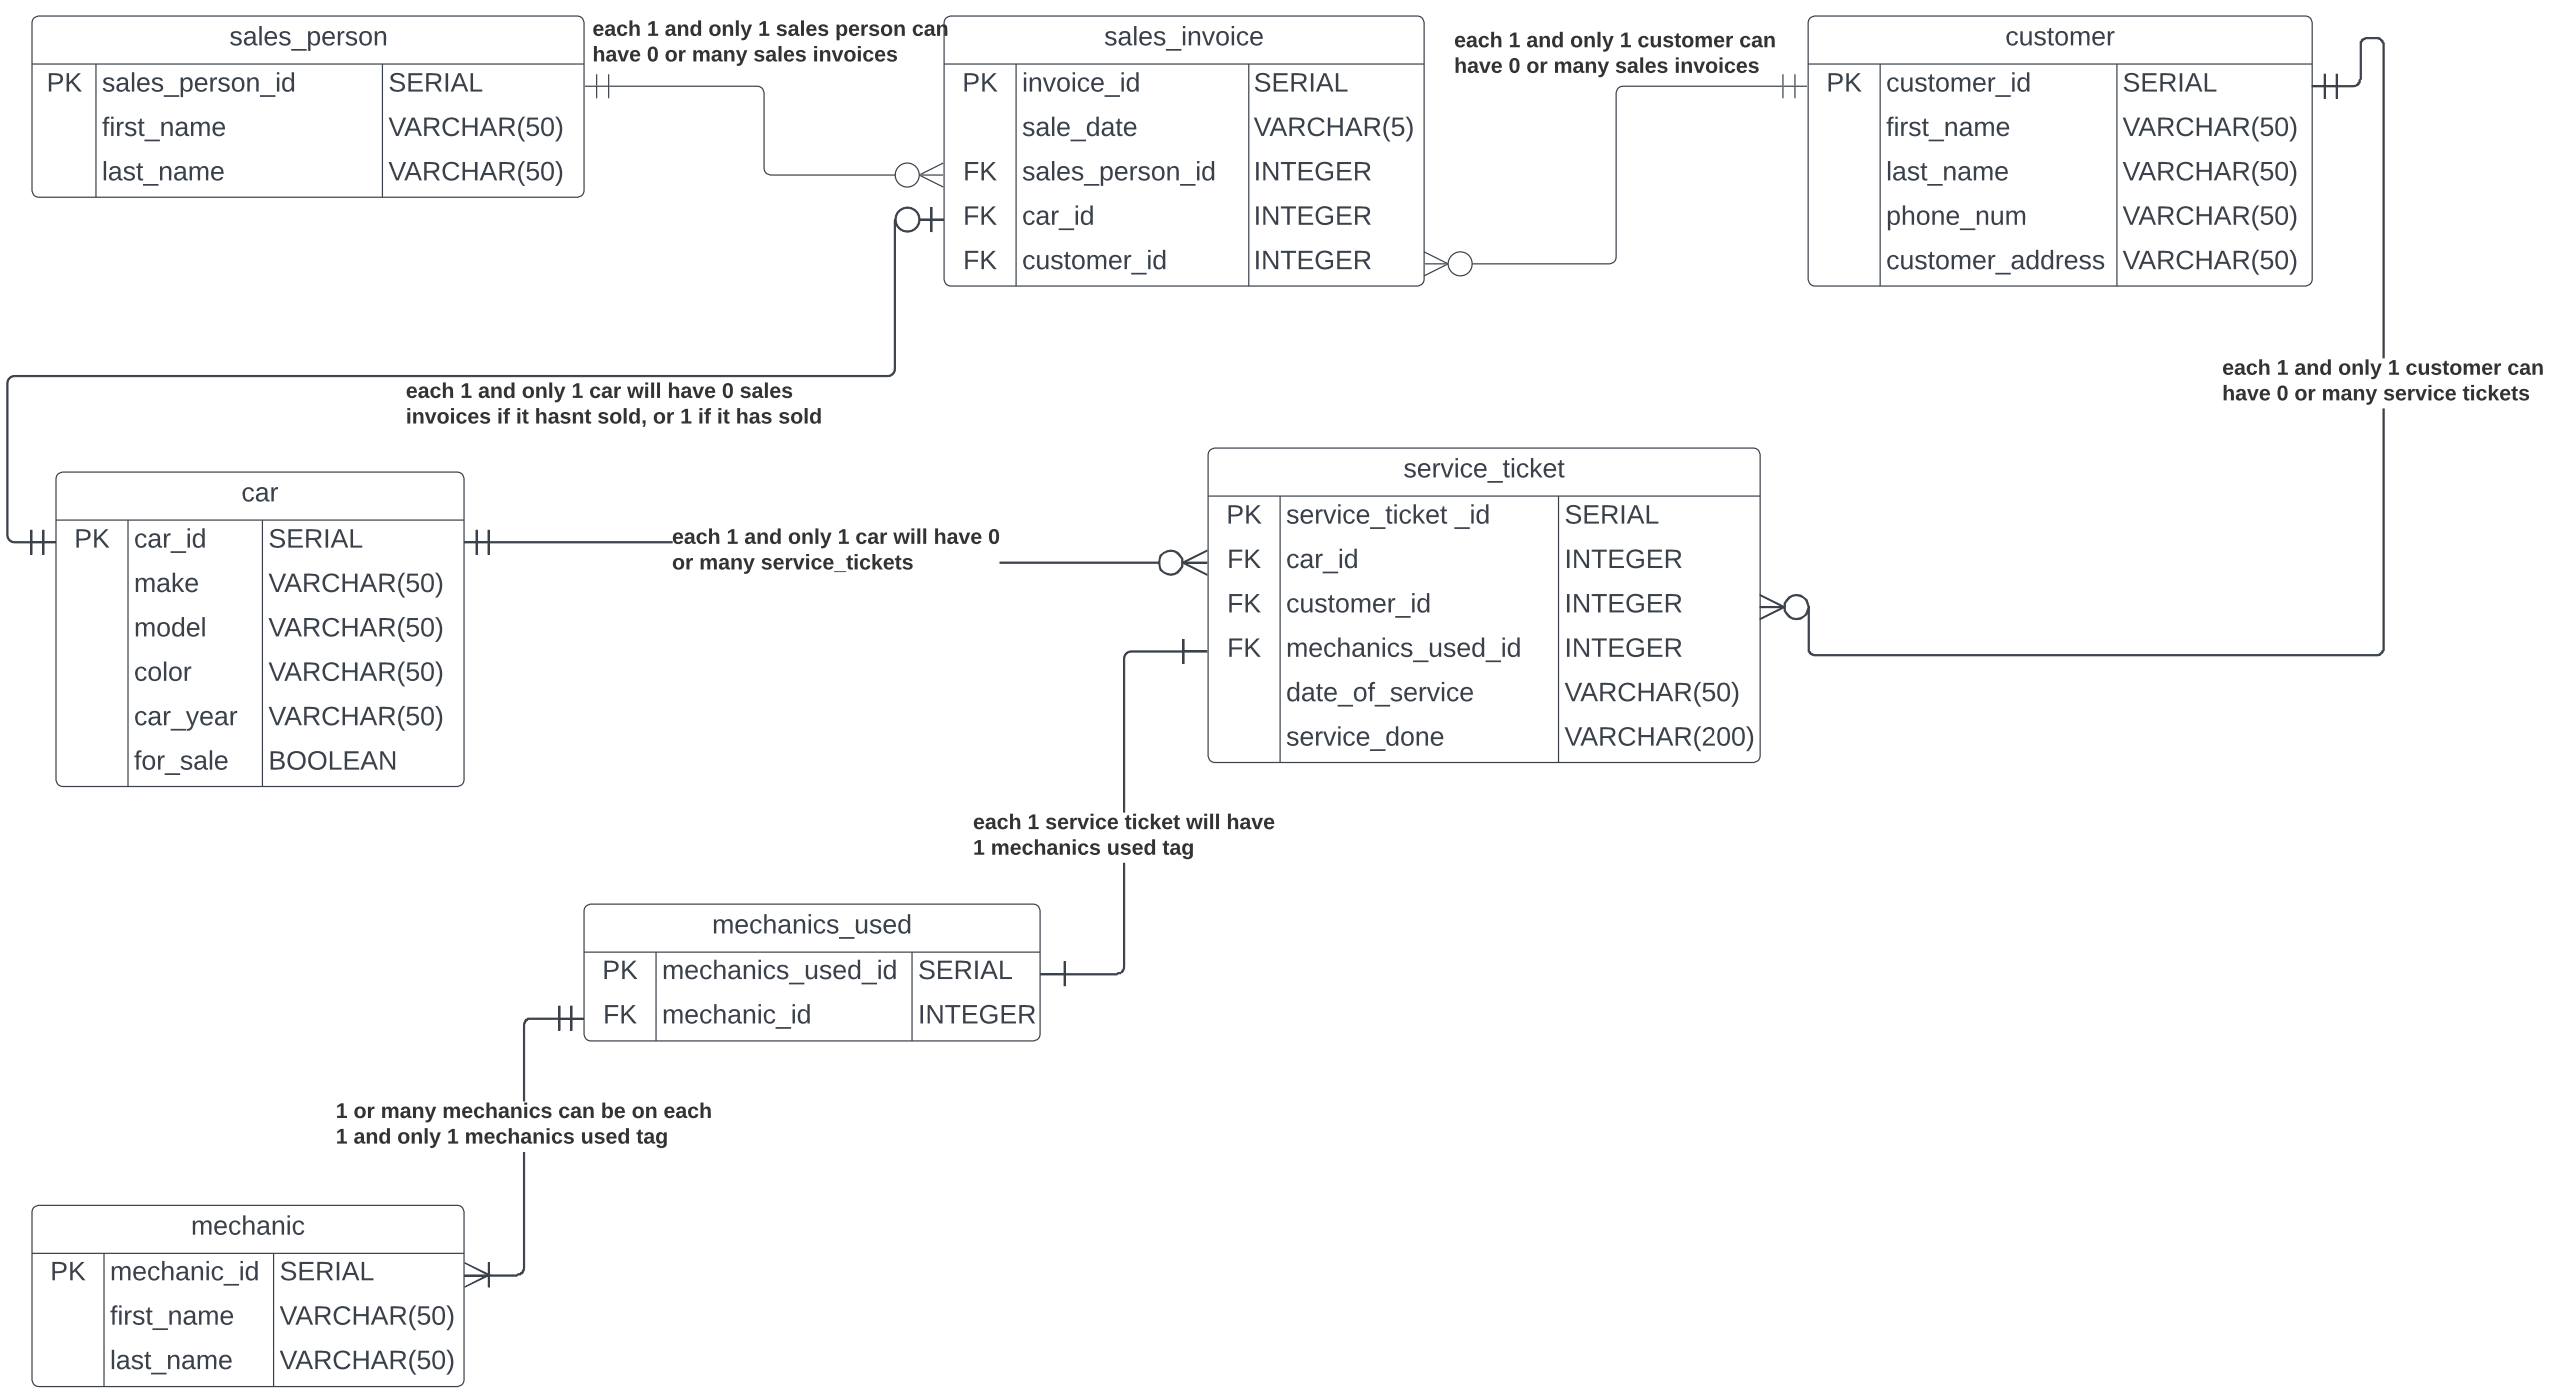 sales_person
PK sales_person_id SERIAL
first_name VARCHAR(50)
last_name VARCHAR(50)
each 1 and only 1 sales person can
have 0 or many sales invoices
sales_invoice
PK invoice_id SERIAL
sale_date VARCHAR(5)
FK sales_person_id INTEGER
FK car_id INTEGER
FK customer_id INTEGER
each 1 and only 1 customer can
have 0 or many sales invoices
customer
PK customer_id SERIAL
first_name VARCHAR(50)
last_name VARCHAR(50)
phone_num VARCHAR(50)
customer_address VARCHAR(50)
each 1 and only 1 customer can
have 0 or many service tickets
each 1 and only 1 car will have 0 sales
invoices if it hasnt sold, or 1 if it has sold
car
PK car_id SERIAL
make VARCHAR(50)
model VARCHAR(50)
color VARCHAR(50)
car_year VARCHAR(50)
for_sale BOOLEAN
each 1 and only 1 car will have 0
or many service_tickets
service_ticket
PK service_ticket _id SERIAL
FK car_id INTEGER
FK customer_id INTEGER
FK mechanics_used_id INTEGER
date_of_service VARCHAR(50)
service_done VARCHAR(200)
each 1 service ticket will have
1 mechanics used tag
mechanics_used
PK mechanics_used_id SERIAL
FK mechanic_id INTEGER
1 or many mechanics can be on each
1 and only 1 mechanics used tag
mechanic
PK mechanic_id SERIAL
first_name VARCHAR(50)
last_name VARCHAR(50)